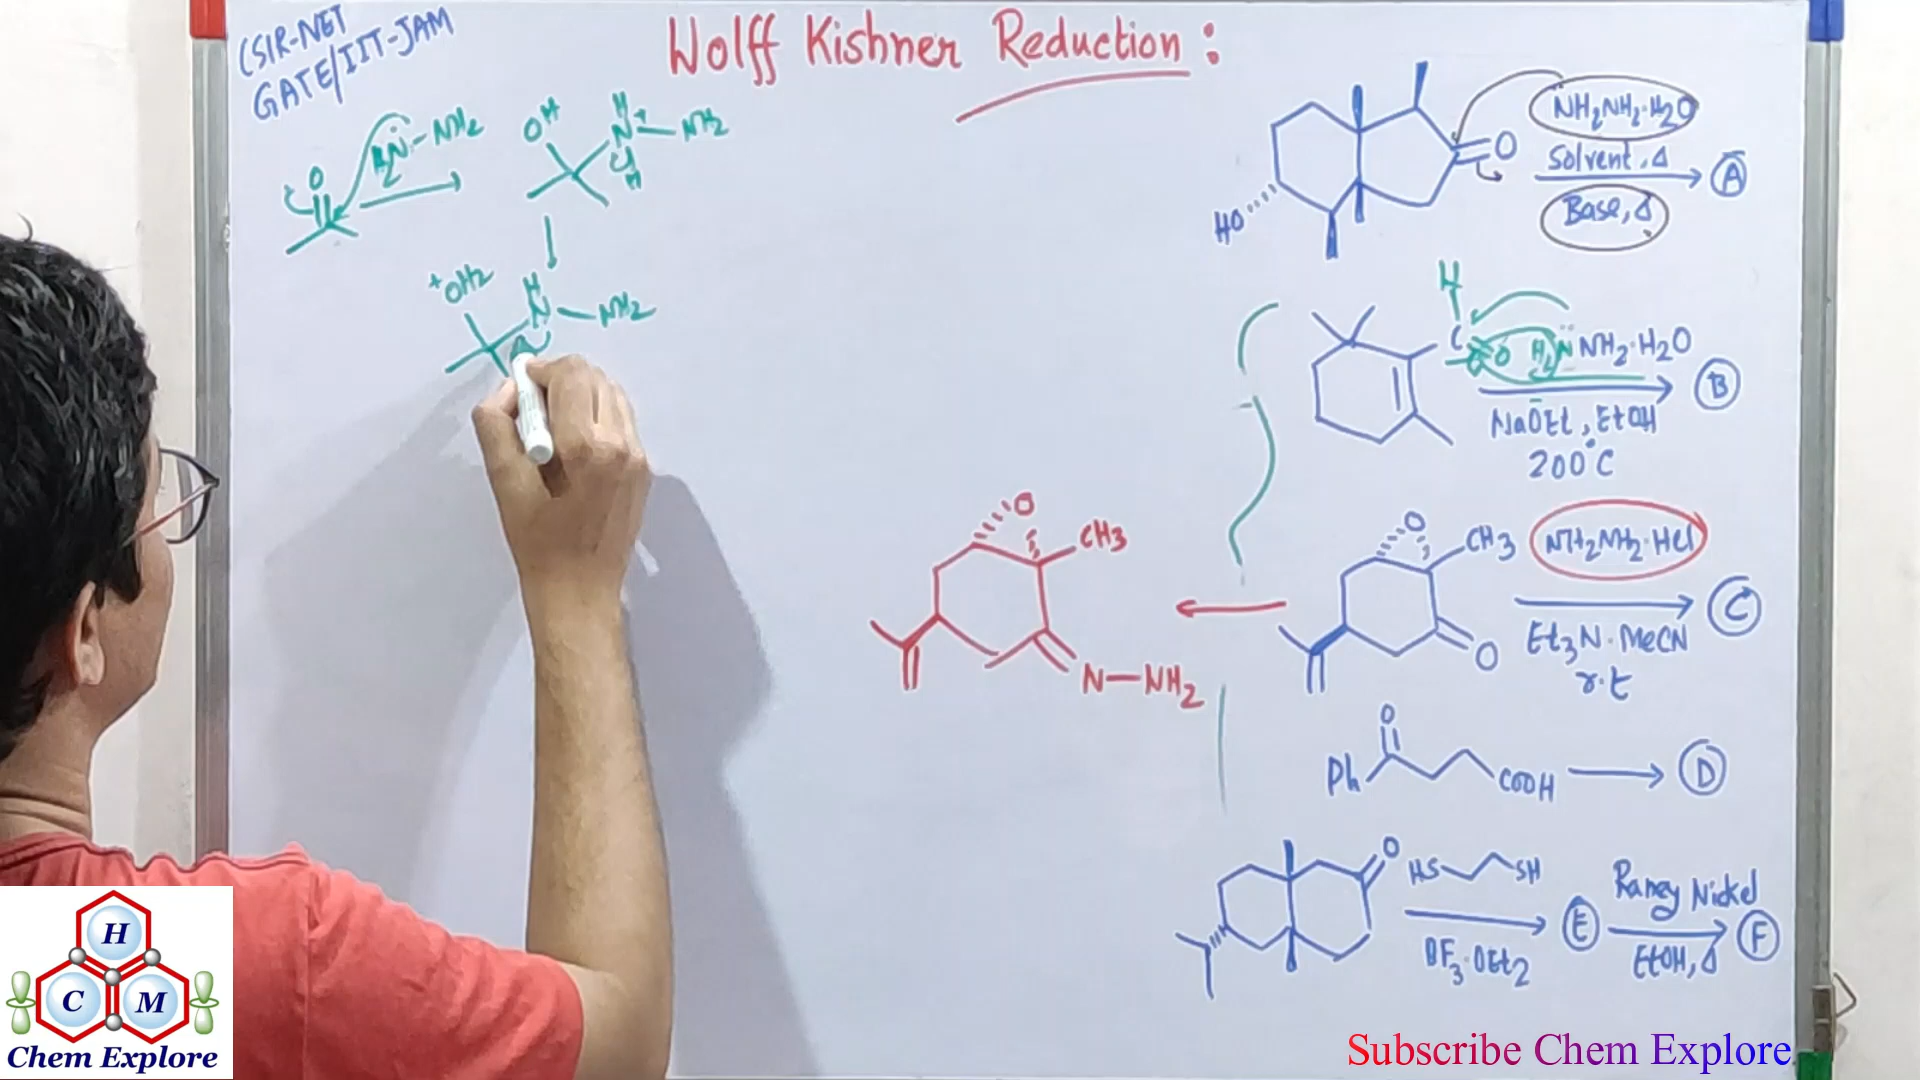 CSIR-NET
GATE/IIT-JAM
Wolff Kishner Reduction:
O
H2N-NH2
OH
H
N+
NH2
H
+OH2
H
N
NH2
HO
O
NH2NH2·H2O
Solvent, Δ
Base, Δ
A
H
C
O
H2N
NH2·H2O
NaOEt, EtOH
200°C
B
O
CH3
N-NH2
O
CH3
O
NH2NH2·HCl
Et3N·MeCN
r.t
C
O
Ph
COOH
D
O
HS
SH
BF3·OEt2
E
Raney Nickel
EtOH, Δ
F
H
C M
Chem Explore
Subscribe Chem Explore